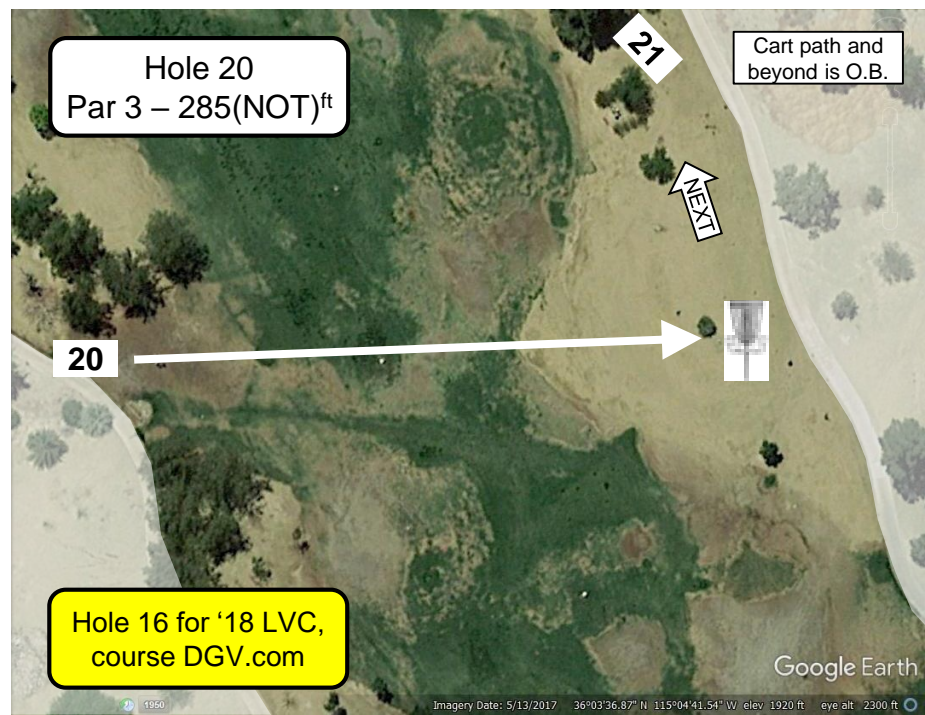 Hole 20
Par 3 – 285(NOT)ft
21
Cart path and
beyond is O.B.
NEXT
20
Hole 16 for ‘18 LVC,
course DGV.com
Google Earth
1950
Imagery Date: 5/13/2017 36°03'36.87" N 115°04'41.54" W elev 1920 ft eye alt 2300 ft